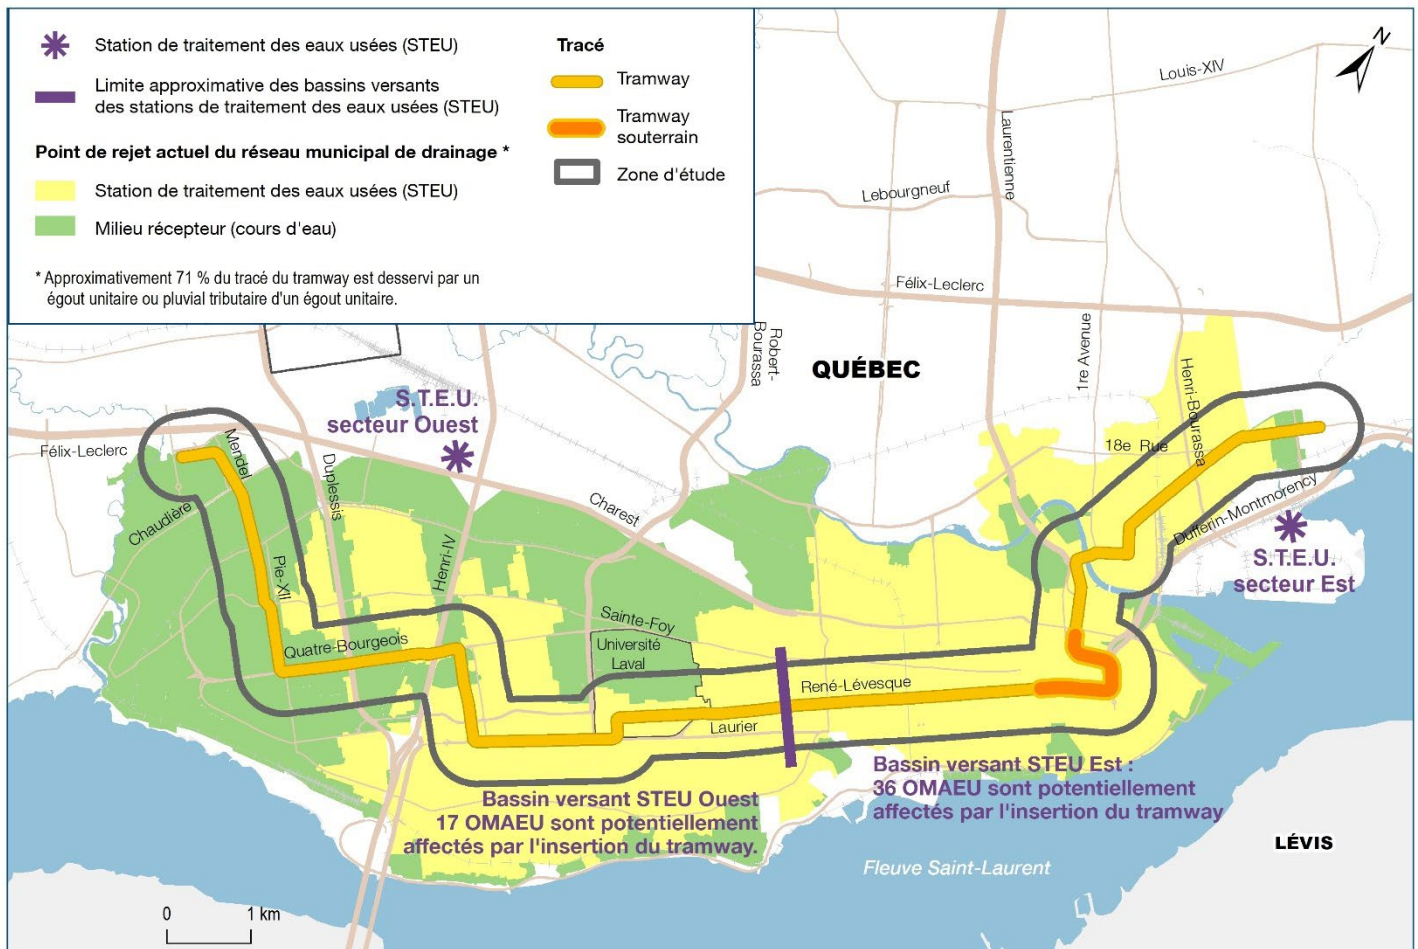 Station de traitement des eaux usées (STEU)
Limite approximative des bassins versants
des stations de traitement des eaux usées (STEU)
Point de rejet actuel du réseau municipal de drainage *
Station de traitement des eaux usées (STEU)
Milieu récepteur (cours d'eau)
* Approximativement 71 % du tracé du tramway est desservi par un
égout unitaire ou pluvial tributaire d'un égout unitaire.
Tracé
Tramway
Tramway
souterrain
Zone d'étude
N
Louis-XIV
Laurentienne
Lebourgneuf
Félix-Leclerc
Robert-
Bourassa
1re Avenue
Henri-Bourassa
QUÉBEC
S.T.E.U.
secteur Ouest
Félix-Leclerc
Mendel
Duplessis
Chaudière
Charest
18e Rue
Dufferin-Montmorency
S.T.E.U.
secteur Est
Pie-XII
Henri-IV
Sainte-Foy
Quatre-Bourgeois
Université
Laval
René-Lévesque
Laurier
Bassin versant STEU Ouest
17 OMAEU sont potentiellement
affectés par l'insertion du tramway.
Bassin versant STEU Est :
36 OMAEU sont potentiellement
affectés par l'insertion du tramway
LÉVIS
Fleuve Saint-Laurent
0 1 km